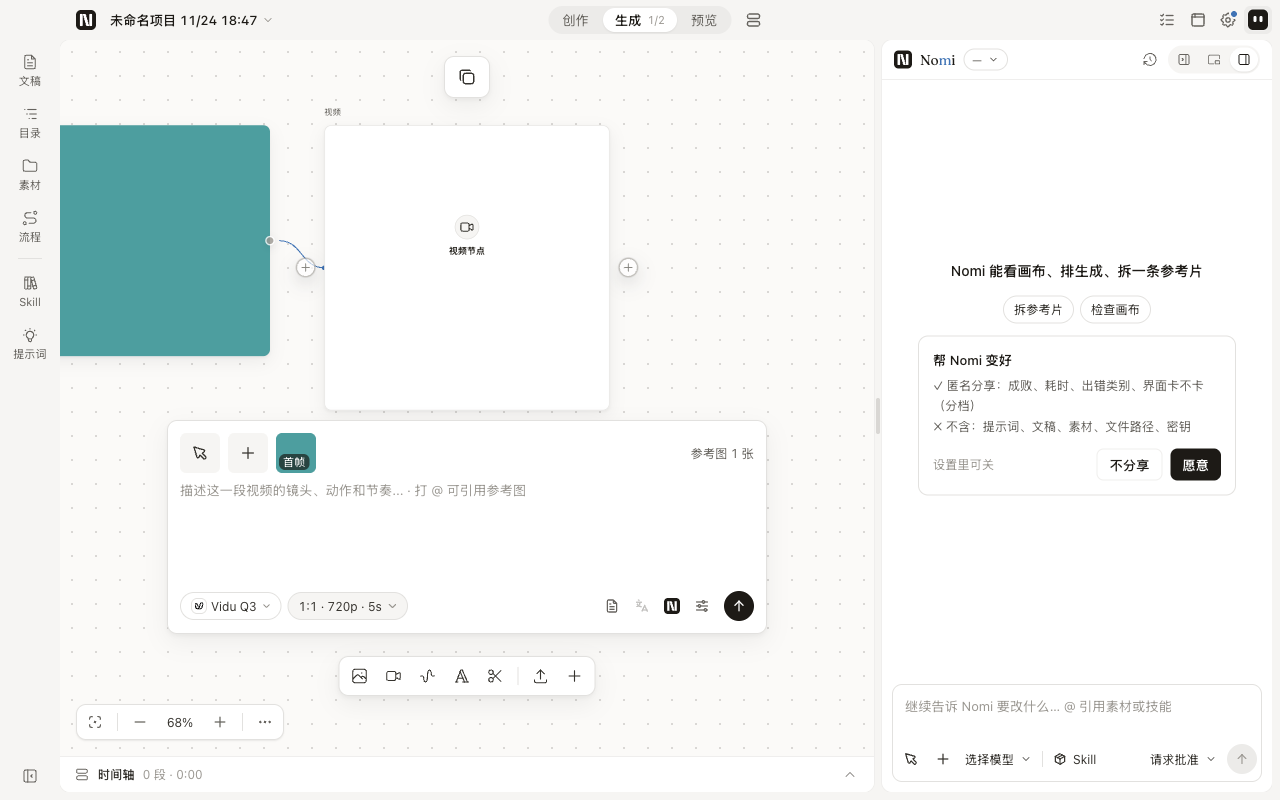 未命名项目 11/24 18:47
创作
生成 1/2
预览
文稿
目录
素材
流程
Skill
提示词
视频
视频节点
首帧
参考图 1 张
描述这一段视频的镜头、动作和节奏... · 打 @ 可引用参考图
Vidu Q3
1:1 · 720p · 5s
68%
时间轴 0 段 · 0:00
Nomi
—
Nomi 能看画布、排生成、拆一条参考片
拆参考片
检查画布
帮 Nomi 变好
✓ 匿名分享：成败、耗时、出错类别、界面卡不卡
（分档）
✕ 不含：提示词、文稿、素材、文件路径、密钥
设置里可关
不分享
愿意
继续告诉 Nomi 要改什么... @ 引用素材或技能
选择模型
Skill
请求批准